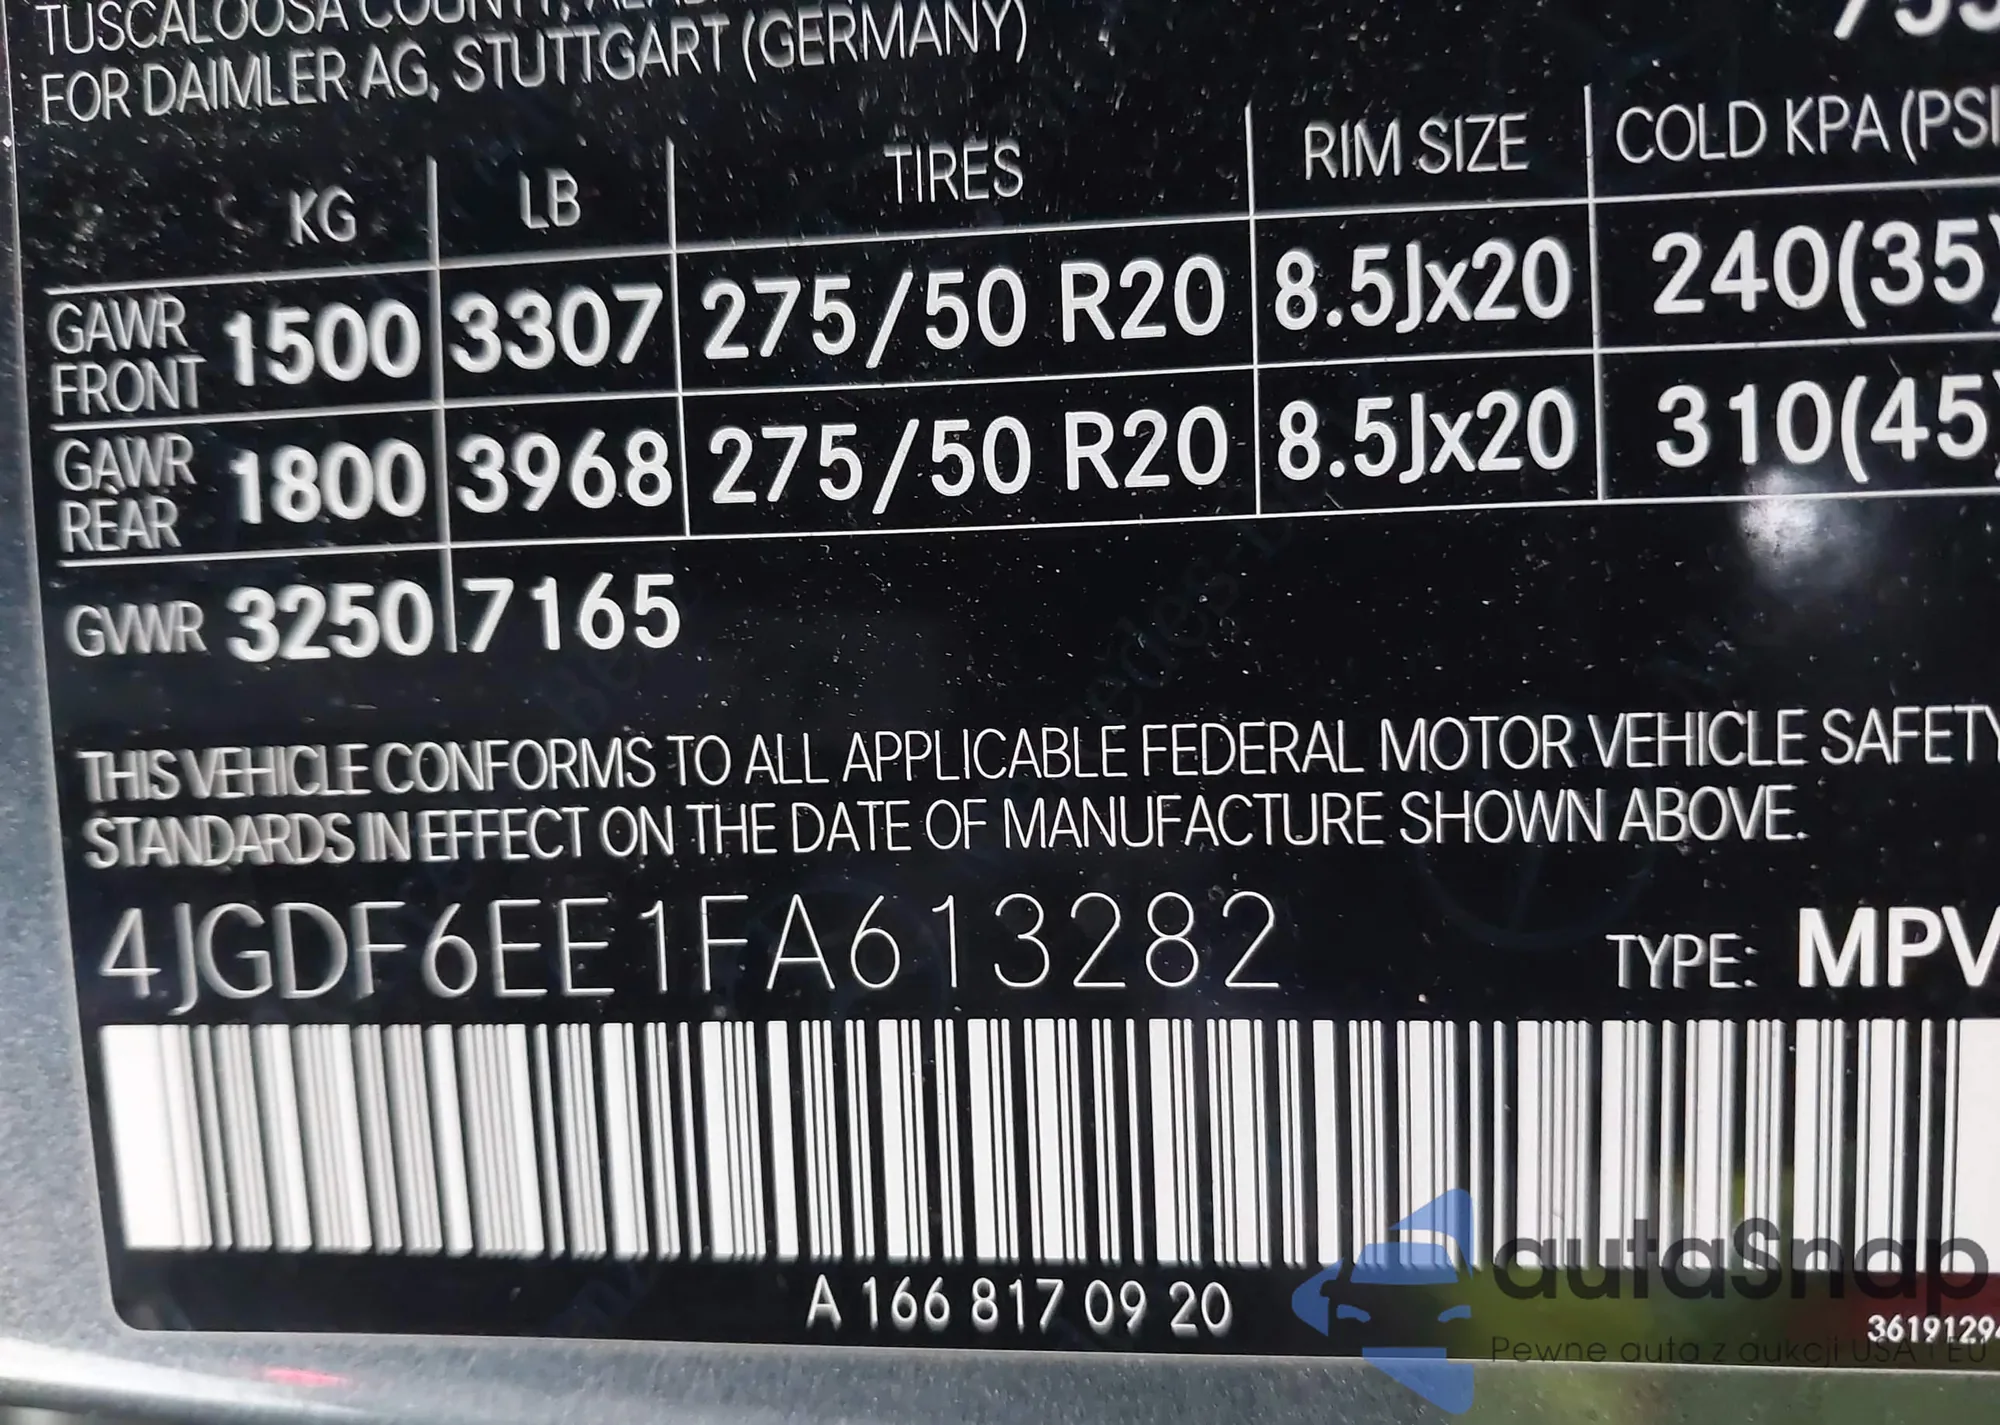 TUSCALOOSA COUNTY,
FOR DAIMLER AG, STUTTGART (GERMANY)
KG LB TIRES RIM SIZE COLD KPA (PSI
GAWR FRONT 1500 3307 275/50 R20 8.5Jx20 240(35)
GAWR REAR 1800 3968 275/50 R20 8.5Jx20 310(45)
GVWR 3250 7165
THIS VEHICLE CONFORMS TO ALL APPLICABLE FEDERAL MOTOR VEHICLE SAFETY
STANDARDS IN EFFECT ON THE DATE OF MANUFACTURE SHOWN ABOVE.
4JGDF6EE1FA613282 TYPE: MPV
A 166 817 09 20
3619129
autaSnap
Pewne auta z aukcji USA i EU